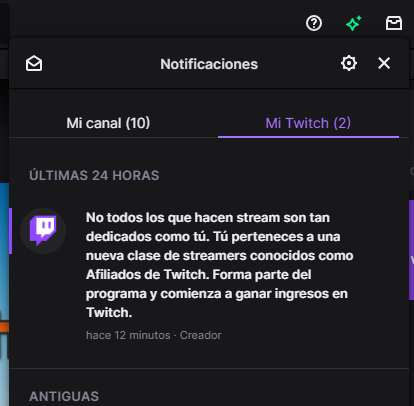 Notificaciones
Mi canal (10)
Mi Twitch (2)
ÚLTIMAS 24 HORAS
No todos los que hacen stream son tan
dedicados como tú. Tú perteneces a una
nueva clase de streamers conocidos como
Afiliados de Twitch. Forma parte del
programa y comienza a ganar ingresos en
Twitch.
hace 12 minutos · Creador
ANTIGUAS